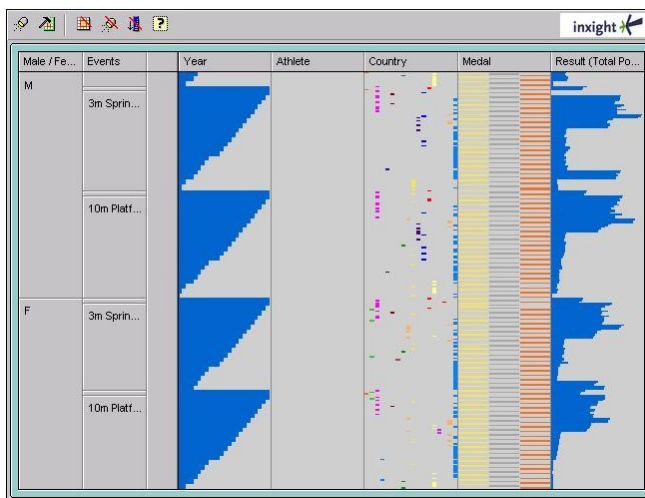 ?
inxight
Male / Fe... Events Year Athlete Country Medal Result (Total Po...
M
3m Sprin...
10m Platf...
F
3m Sprin...
10m Platf...